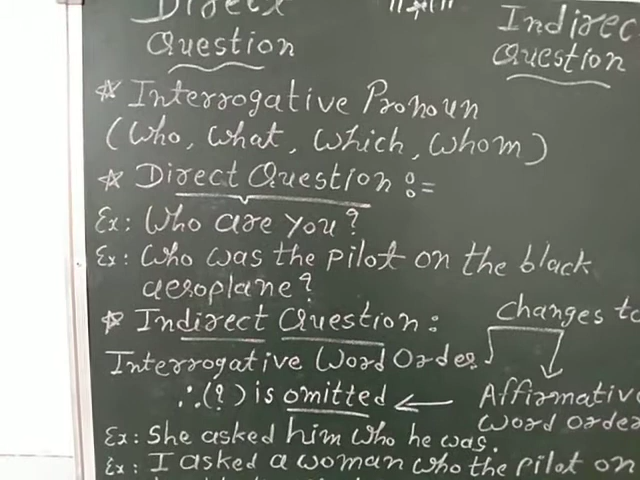 Direct Indirec
Question Question
☆ Interrogative Pronoun
(Who, What, Which, Whom)
☆ Direct Question :=
Ex: Who are you?
Ex: Who was the pilot on the black
aeroplane?
☆ Indirect Question :
Changes to
Interrogative Word Order.
∴(?) is omitted ← Affirmative
Word Order
Ex: She asked him who he was.
Ex: I asked a woman who the pilot on